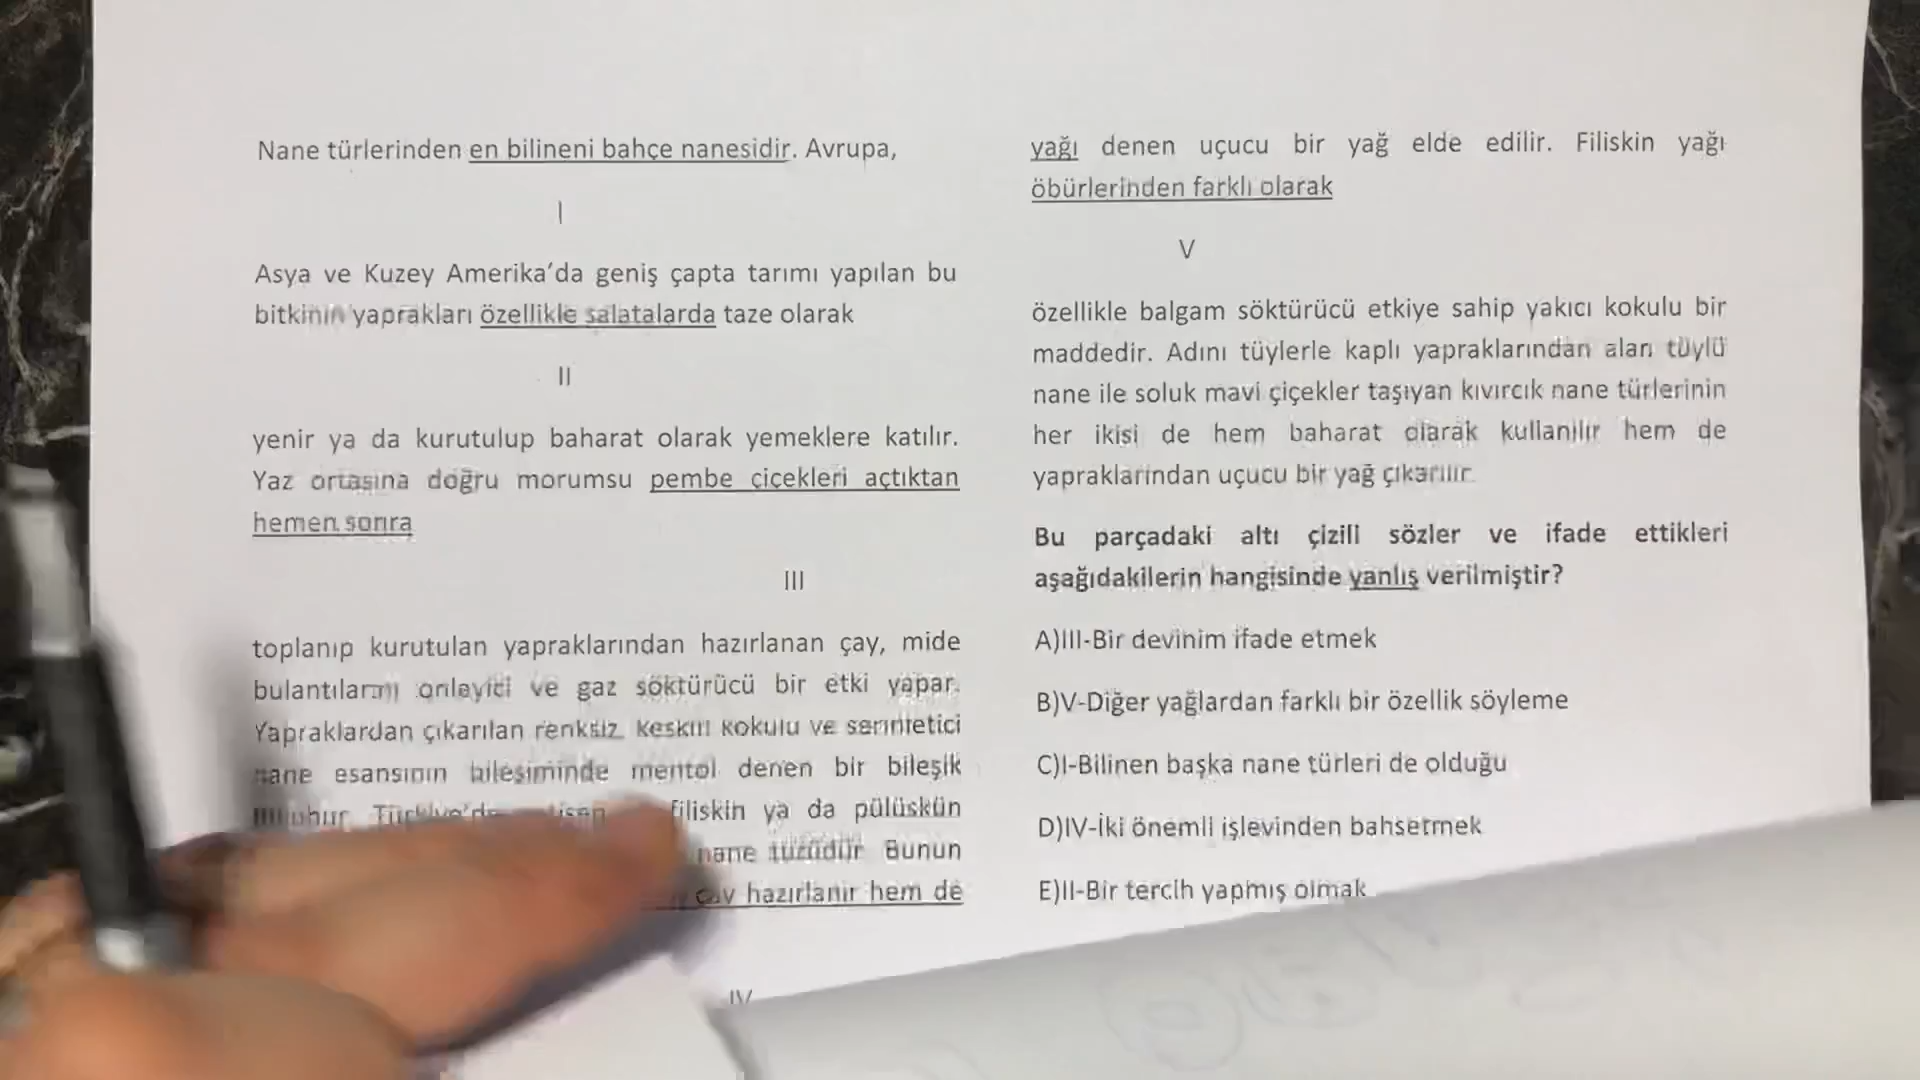 Nane türlerinden en bilineni bahçe nanesidir. Avrupa,
I
Asya ve Kuzey Amerika’da geniş çapta tarımı yapılan bu
bitkinin yaprakları özellikle salatalarda taze olarak
II
yenir ya da kurutulup baharat olarak yemeklere katılır.
Yaz ortasına doğru morumsu pembe çiçekleri açtıktan
hemen sonra
III
toplanıp kurutulan yapraklarından hazırlanan çay, mide
bulantılarını önleyici ve gaz söktürücü bir etki yapar.
Yapraklardan çıkarılan renksiz, keskin kokulu ve serinletici
nane esansının bileşiminde mentol denen bir bileşik
filiskin ya da pülüskün
nane türüdür. Bunun
çay hazırlanır hem de
IV
yağı denen uçucu bir yağ elde edilir. Filiskin yağı
öbürlerinden farklı olarak
V
özellikle balgam söktürücü etkiye sahip yakıcı kokulu bir
maddedir. Adını tüylerle kaplı yapraklarından alan tüylü
nane ile soluk mavi çiçekler taşıyan kıvırcık nane türlerinin
her ikisi de hem baharat olarak kullanılır hem de
yapraklarından uçucu bir yağ çıkarılır.
Bu parçadaki altı çizili sözler ve ifade ettikleri
aşağıdakilerin hangisinde yanlış verilmiştir?
A)III-Bir devinim ifade etmek
B)V-Diğer yağlardan farklı bir özellik söyleme
C)I-Bilinen başka nane türleri de olduğu
D)IV-İki önemli işlevinden bahsetmek
E)II-Bir tercih yapmış olmak